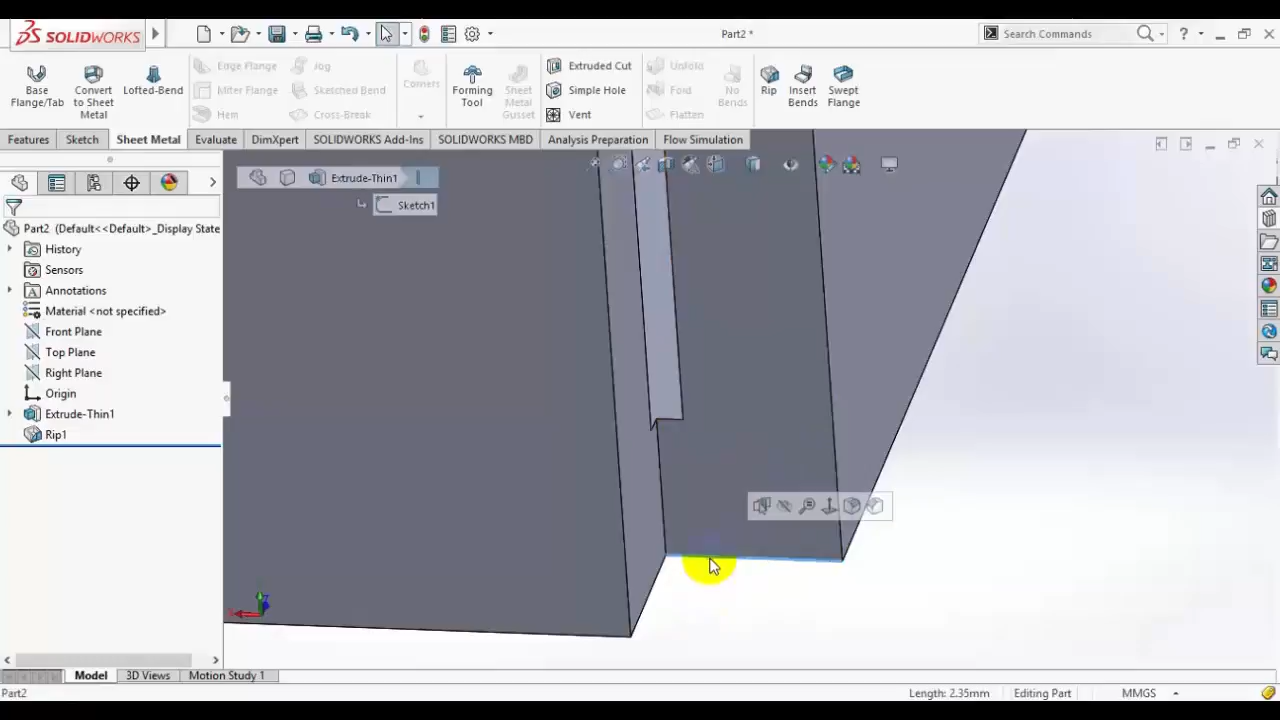 SOLIDWORKS
Part2 *
Search Commands
?
Base Flange/Tab
Convert to Sheet Metal
Lofted-Bend
Edge Flange
Miter Flange
Hem
Jog
Sketched Bend
Cross-Break
Corners
Forming Tool
Sheet Metal Gusset
Extruded Cut
Simple Hole
Vent
Unfold
Fold
Flatten
No Bends
Rip
Insert Bends
Swept Flange
Features
Sketch
Sheet Metal
Evaluate
DimXpert
SOLIDWORKS Add-Ins
SOLIDWORKS MBD
Analysis Preparation
Flow Simulation
Extrude-Thin1
Sketch1
Part2 (Default<<Default>_Display State
History
Sensors
Annotations
Material <not specified>
Front Plane
Top Plane
Right Plane
Origin
Extrude-Thin1
Rip1
Model
3D Views
Motion Study 1
Part2
Length: 2.35mm
Editing Part
MMGS